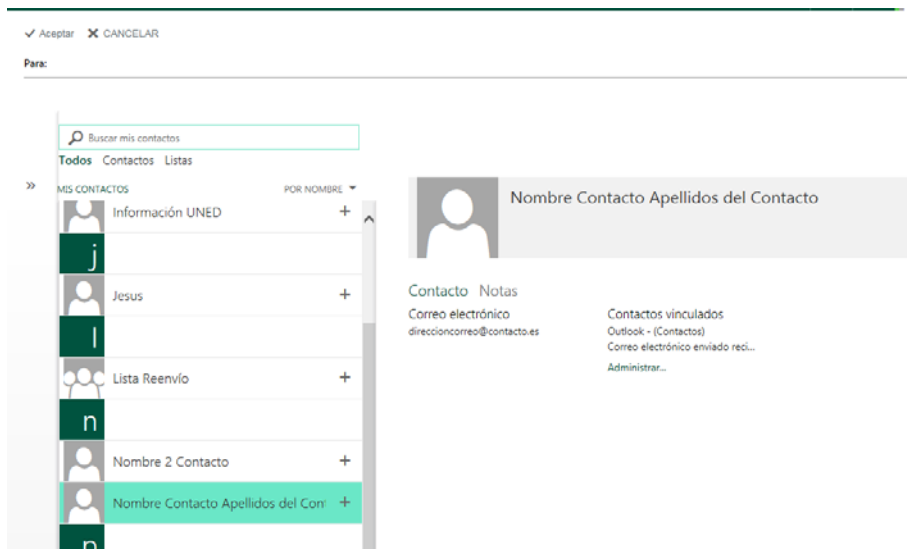 Aceptar CANCELAR
Para:
Buscar mis contactos
Todos Contactos Listas
MIS CONTACTOS POR NOMBRE
Información UNED
j
Jesus
l
Lista Reenvío
n
Nombre 2 Contacto
Nombre Contacto Apellidos del Con
Nombre Contacto Apellidos del Contacto
Contacto Notas
Correo electrónico
direccioncorreo@contacto.es
Contactos vinculados
Outlook - (Contactos)
Correo electrónico enviado reci...
Administrar...